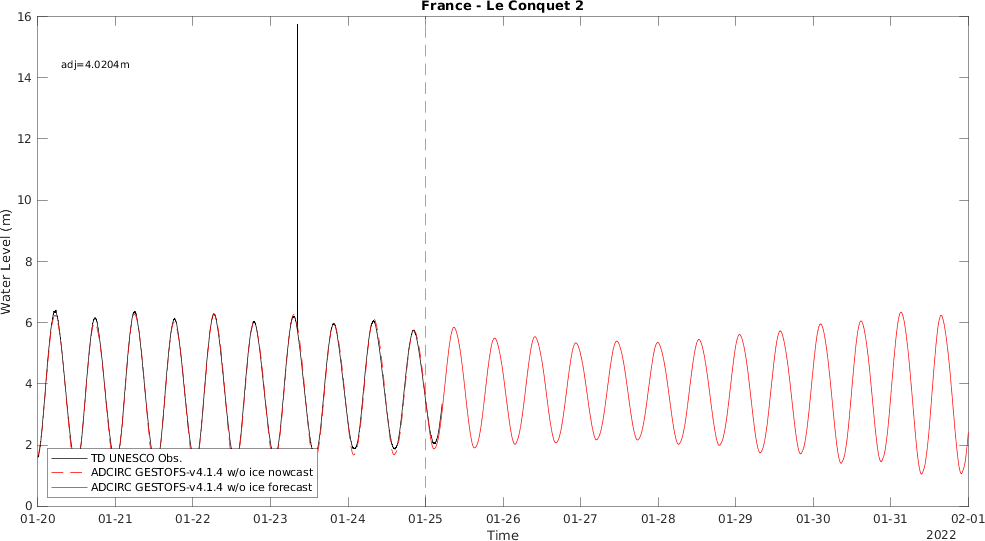 France - Le Conquet 2
16
14
12
10
8
6
4
2
0
Water Level (m)
adj=4.0204m
TD UNESCO Obs.
ADCIRC GESTOFS-v4.1.4 w/o ice nowcast
ADCIRC GESTOFS-v4.1.4 w/o ice forecast
01-20 01-21 01-22 01-23 01-24 01-25 01-26 01-27 01-28 01-29 01-30 01-31 02-01
Time
2022